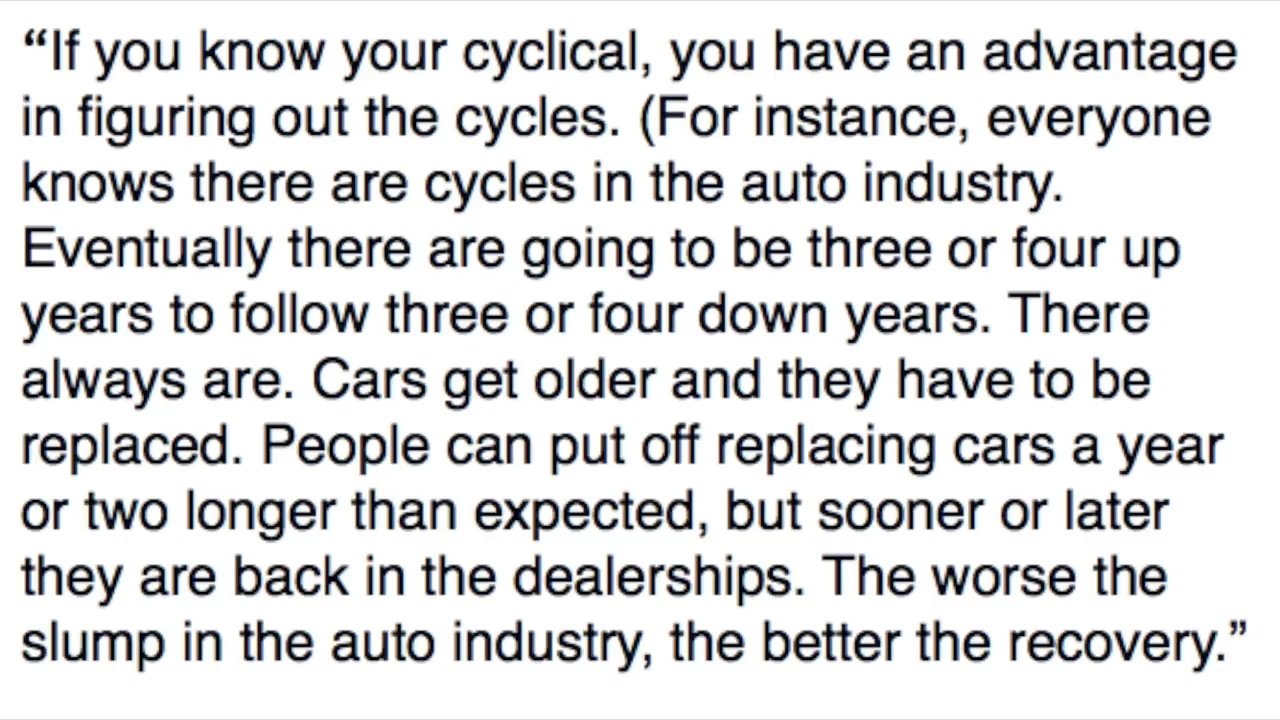 “If you know your cyclical, you have an advantage
in figuring out the cycles. (For instance, everyone
knows there are cycles in the auto industry.
Eventually there are going to be three or four up
years to follow three or four down years. There
always are. Cars get older and they have to be
replaced. People can put off replacing cars a year
or two longer than expected, but sooner or later
they are back in the dealerships. The worse the
slump in the auto industry, the better the recovery.”